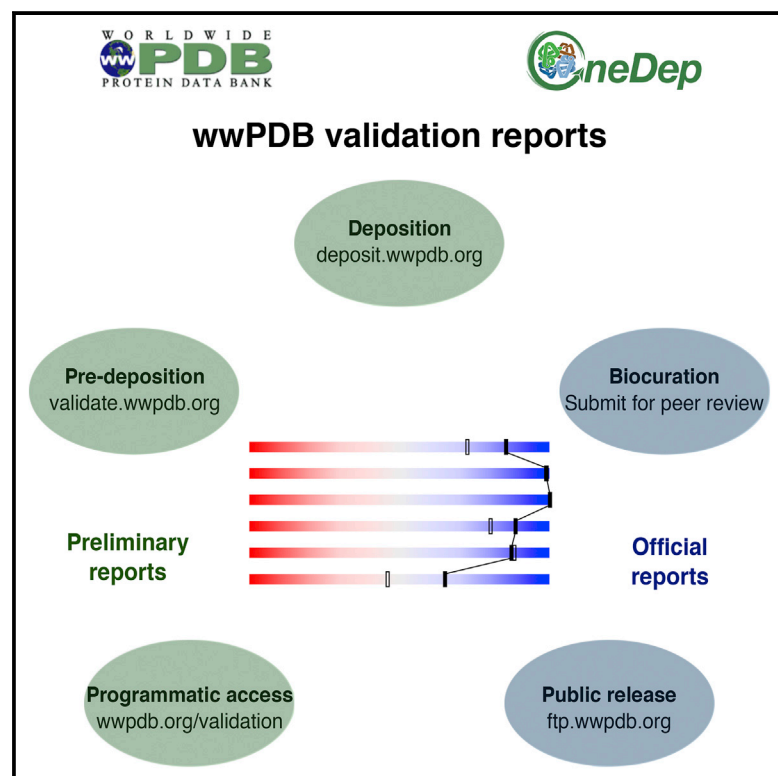 WORLDWIDE
wwPDB
PROTEIN DATA BANK
OneDep
wwPDB validation reports
Deposition
deposit.wwpdb.org
Pre-deposition
validate.wwpdb.org
Biocuration
Submit for peer review
Preliminary
reports
Official
reports
Programmatic access
wwpdb.org/validation
Public release
ftp.wwpdb.org